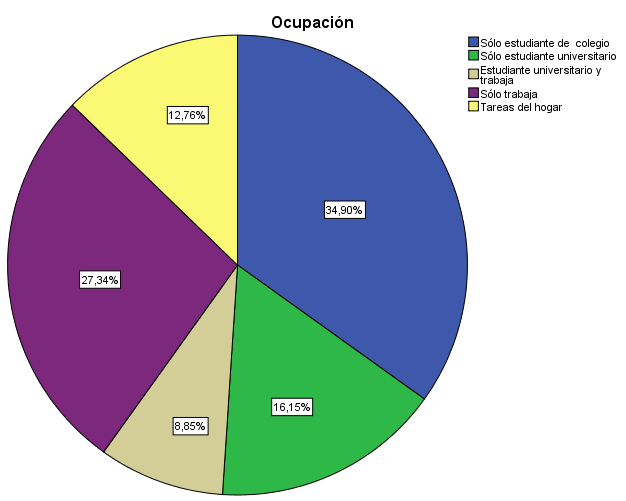 Ocupación
Sólo estudiante de colegio
Sólo estudiante universitario
Estudiante universitario y
trabaja
Sólo trabaja
Tareas del hogar
12,76%
34,90%
27,34%
16,15%
8,85%